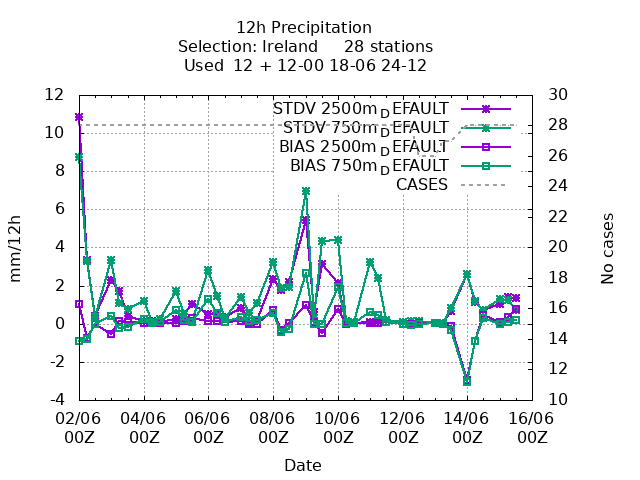 12h Precipitation
Selection: Ireland 28 stations
Used 12 + 12-00 18-06 24-12
STDV 2500m_DEFAULT
STDV 750m_DEFAULT
BIAS 2500m_DEFAULT
BIAS 750m_DEFAULT
CASES
mm/12h
12
10
8
6
4
2
0
-2
-4
No cases
30
28
26
24
22
20
18
16
14
12
10
02/06 04/06 06/06 08/06 10/06 12/06 14/06 16/06
00Z 00Z 00Z 00Z 00Z 00Z 00Z 00Z
Date